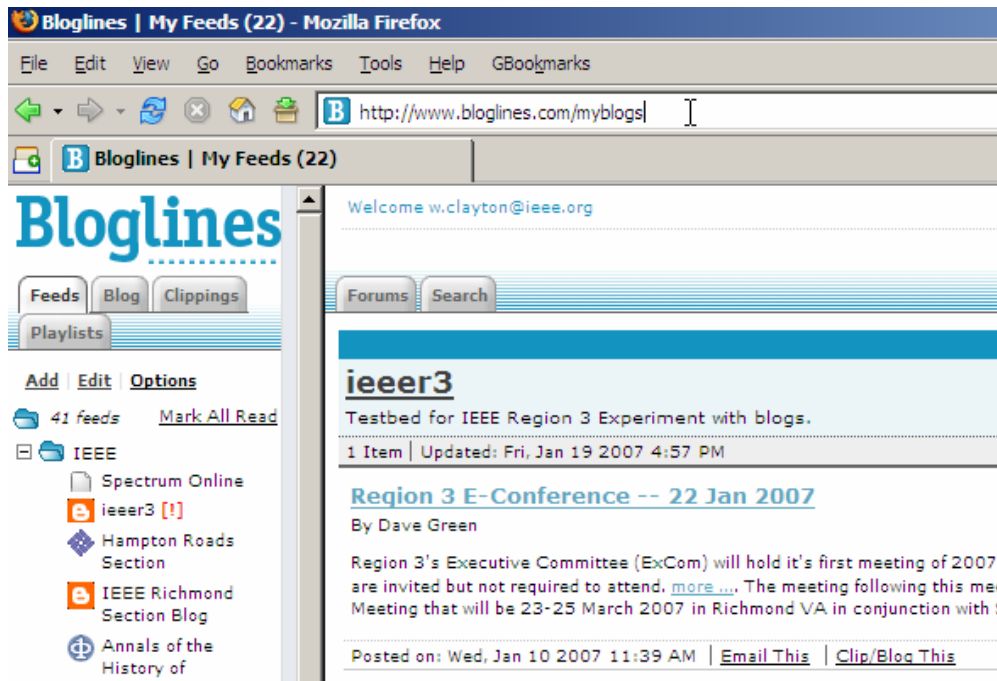 Bloglines | My Feeds (22) - Mozilla Firefox
File Edit View Go Bookmarks Tools Help GBookmarks
B http://www.bloglines.com/myblogs
B Bloglines | My Feeds (22)
Bloglines
Feeds Blog Clippings
Playlists
Add | Edit | Options
41 feeds Mark All Read
IEEE
Spectrum Online
ieeer3 [!]
Hampton Roads
Section
IEEE Richmond
Section Blog
Annals of the
History of
Welcome w.clayton@ieee.org
Forums Search
ieeer3
Testbed for IEEE Region 3 Experiment with blogs.
1 Item | Updated: Fri, Jan 19 2007 4:57 PM
Region 3 E-Conference -- 22 Jan 2007
By Dave Green
Region 3's Executive Committee (ExCom) will hold it's first meeting of 2007
are invited but not required to attend. more .... The meeting following this me
Meeting that will be 23-25 March 2007 in Richmond VA in conjunction with
Posted on: Wed, Jan 10 2007 11:39 AM | Email This | Clip/Blog This